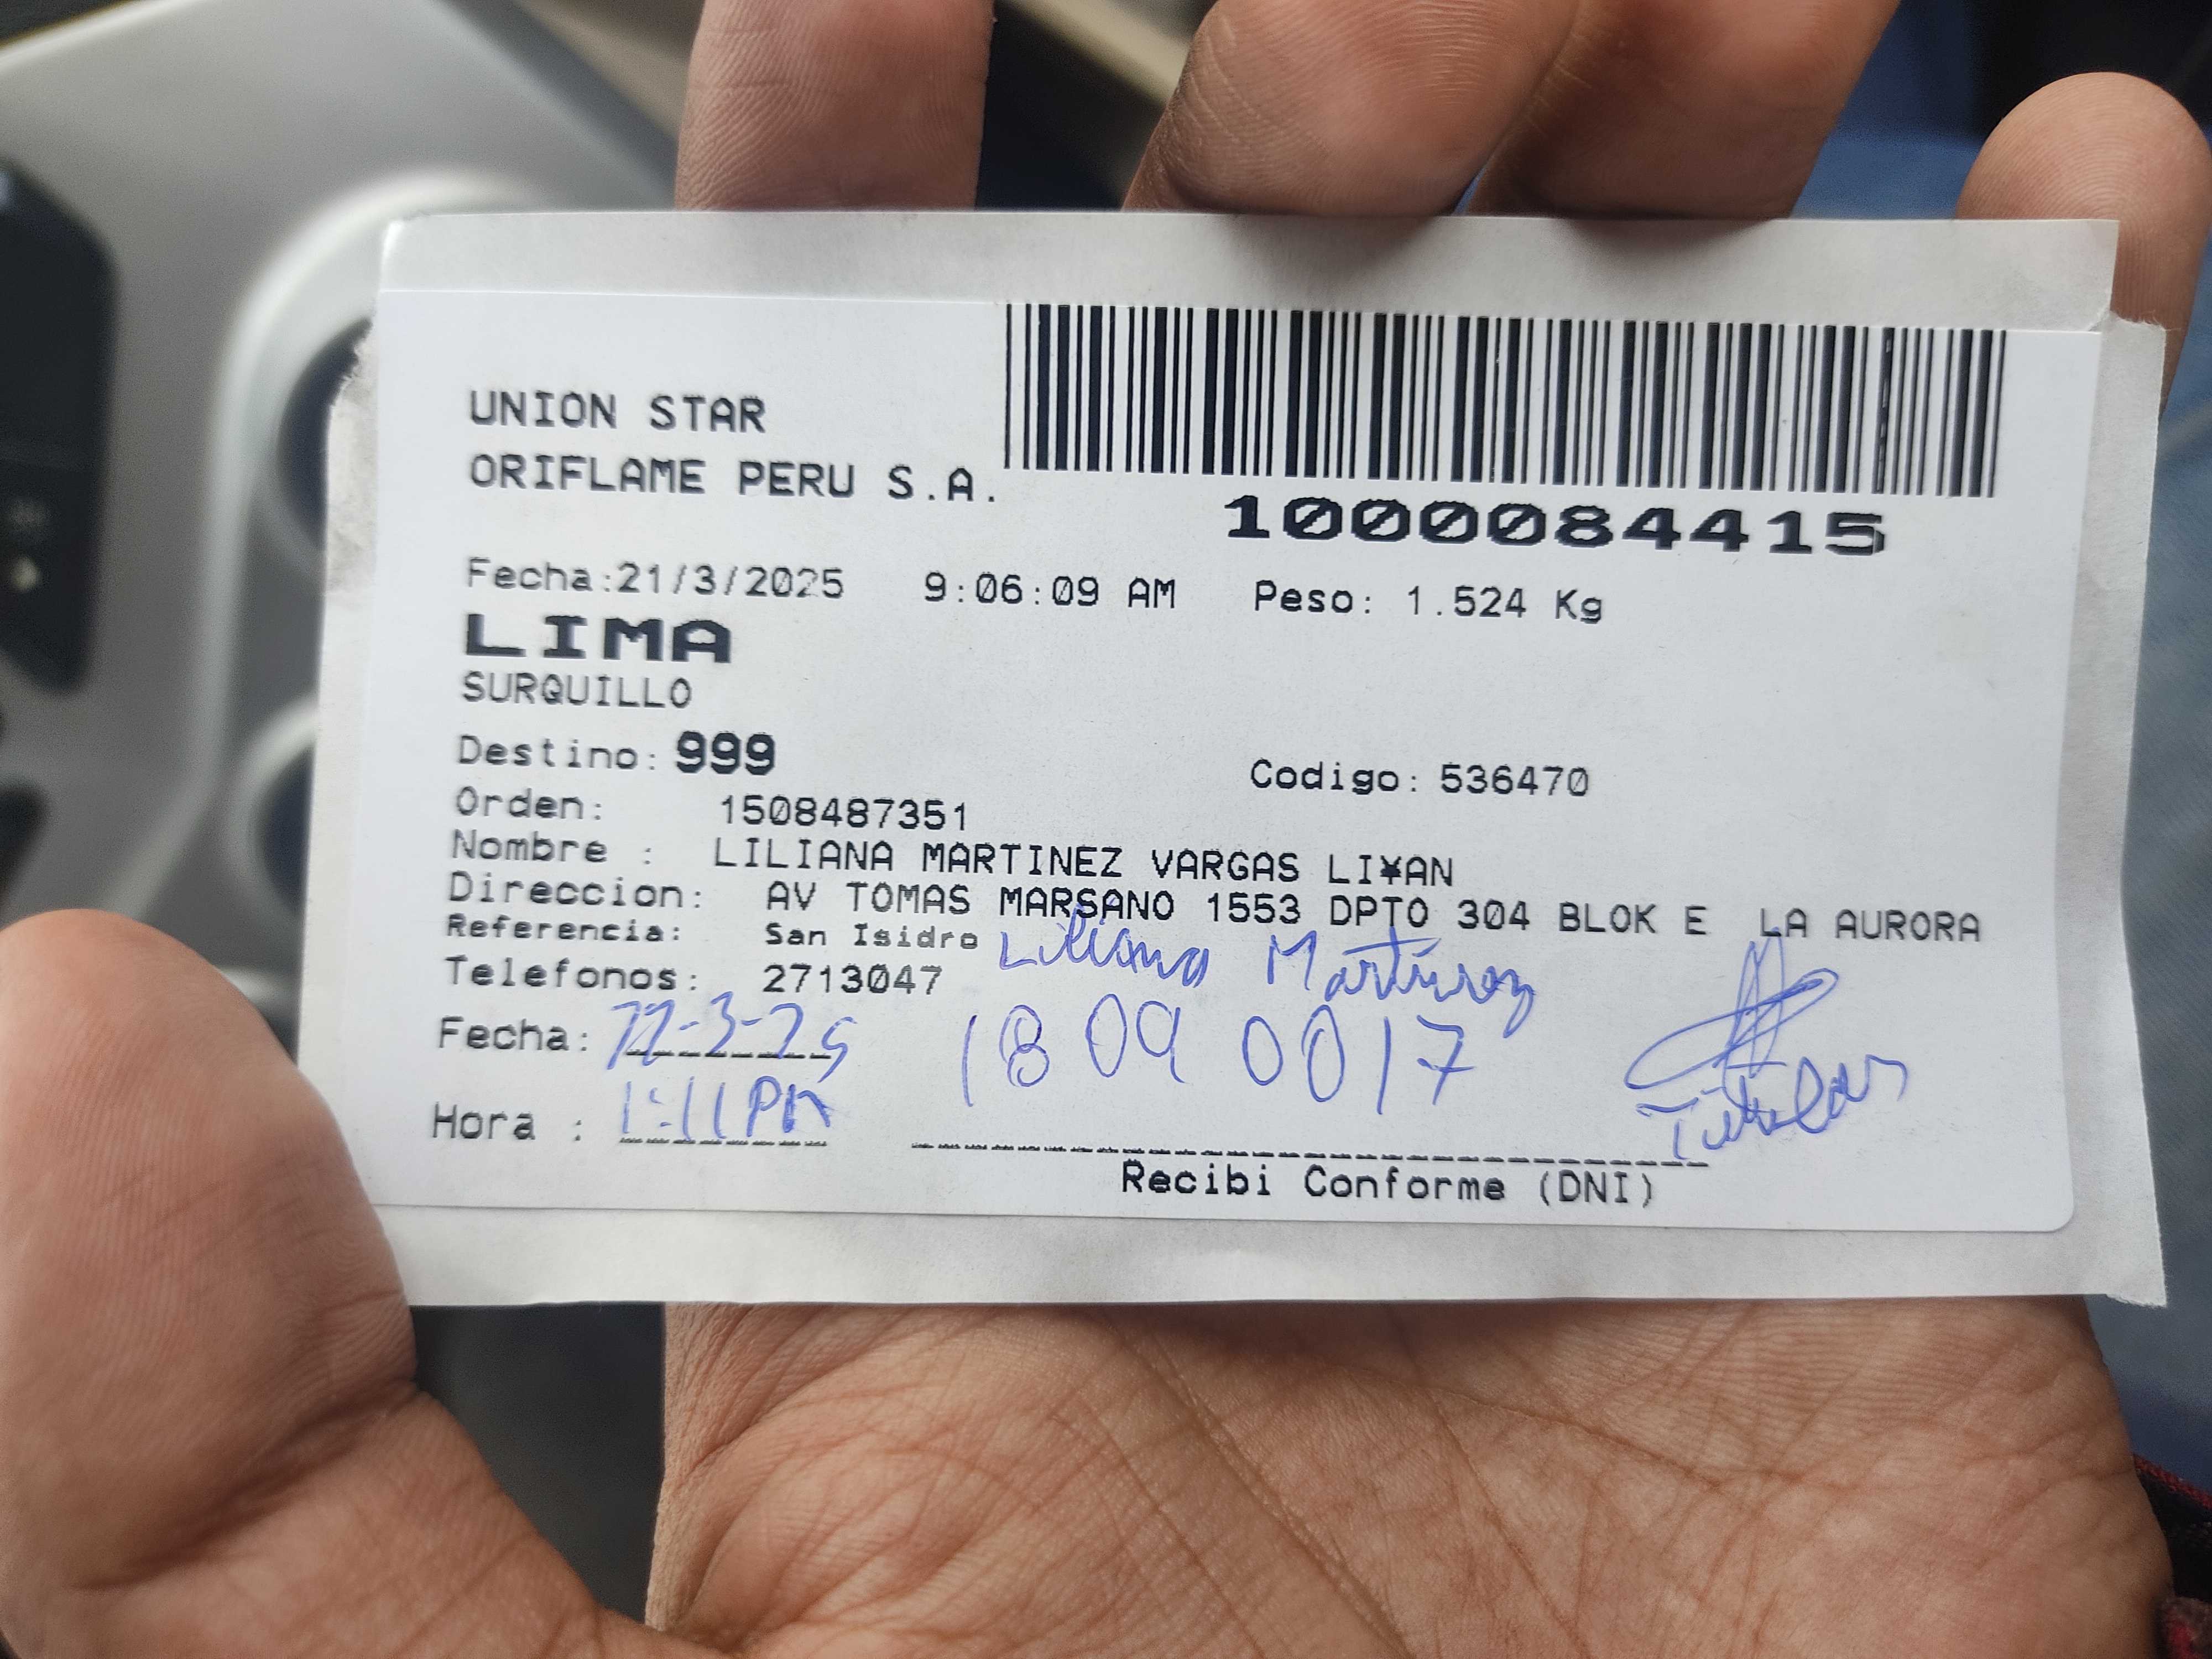 UNION STAR
ORIFLAME PERU S.A.
1000084415
Fecha:21/3/2025 9:06:09 AM Peso: 1.524 Kg
LIMA
SURQUILLO
Destino: 999 Codigo: 536470
Orden: 1508487351
Nombre : LILIANA MARTINEZ VARGAS LI¥AN
Direccion: AV TOMAS MARSANO 1553 DPTO 304 BLOK E LA AURORA
Referencia: San Isidro Liliana Martinez
Telefonos: 2713047
Fecha: 22-3-25 18090017
Hora : 1:11 PM Titular
Recibi Conforme (DNI)